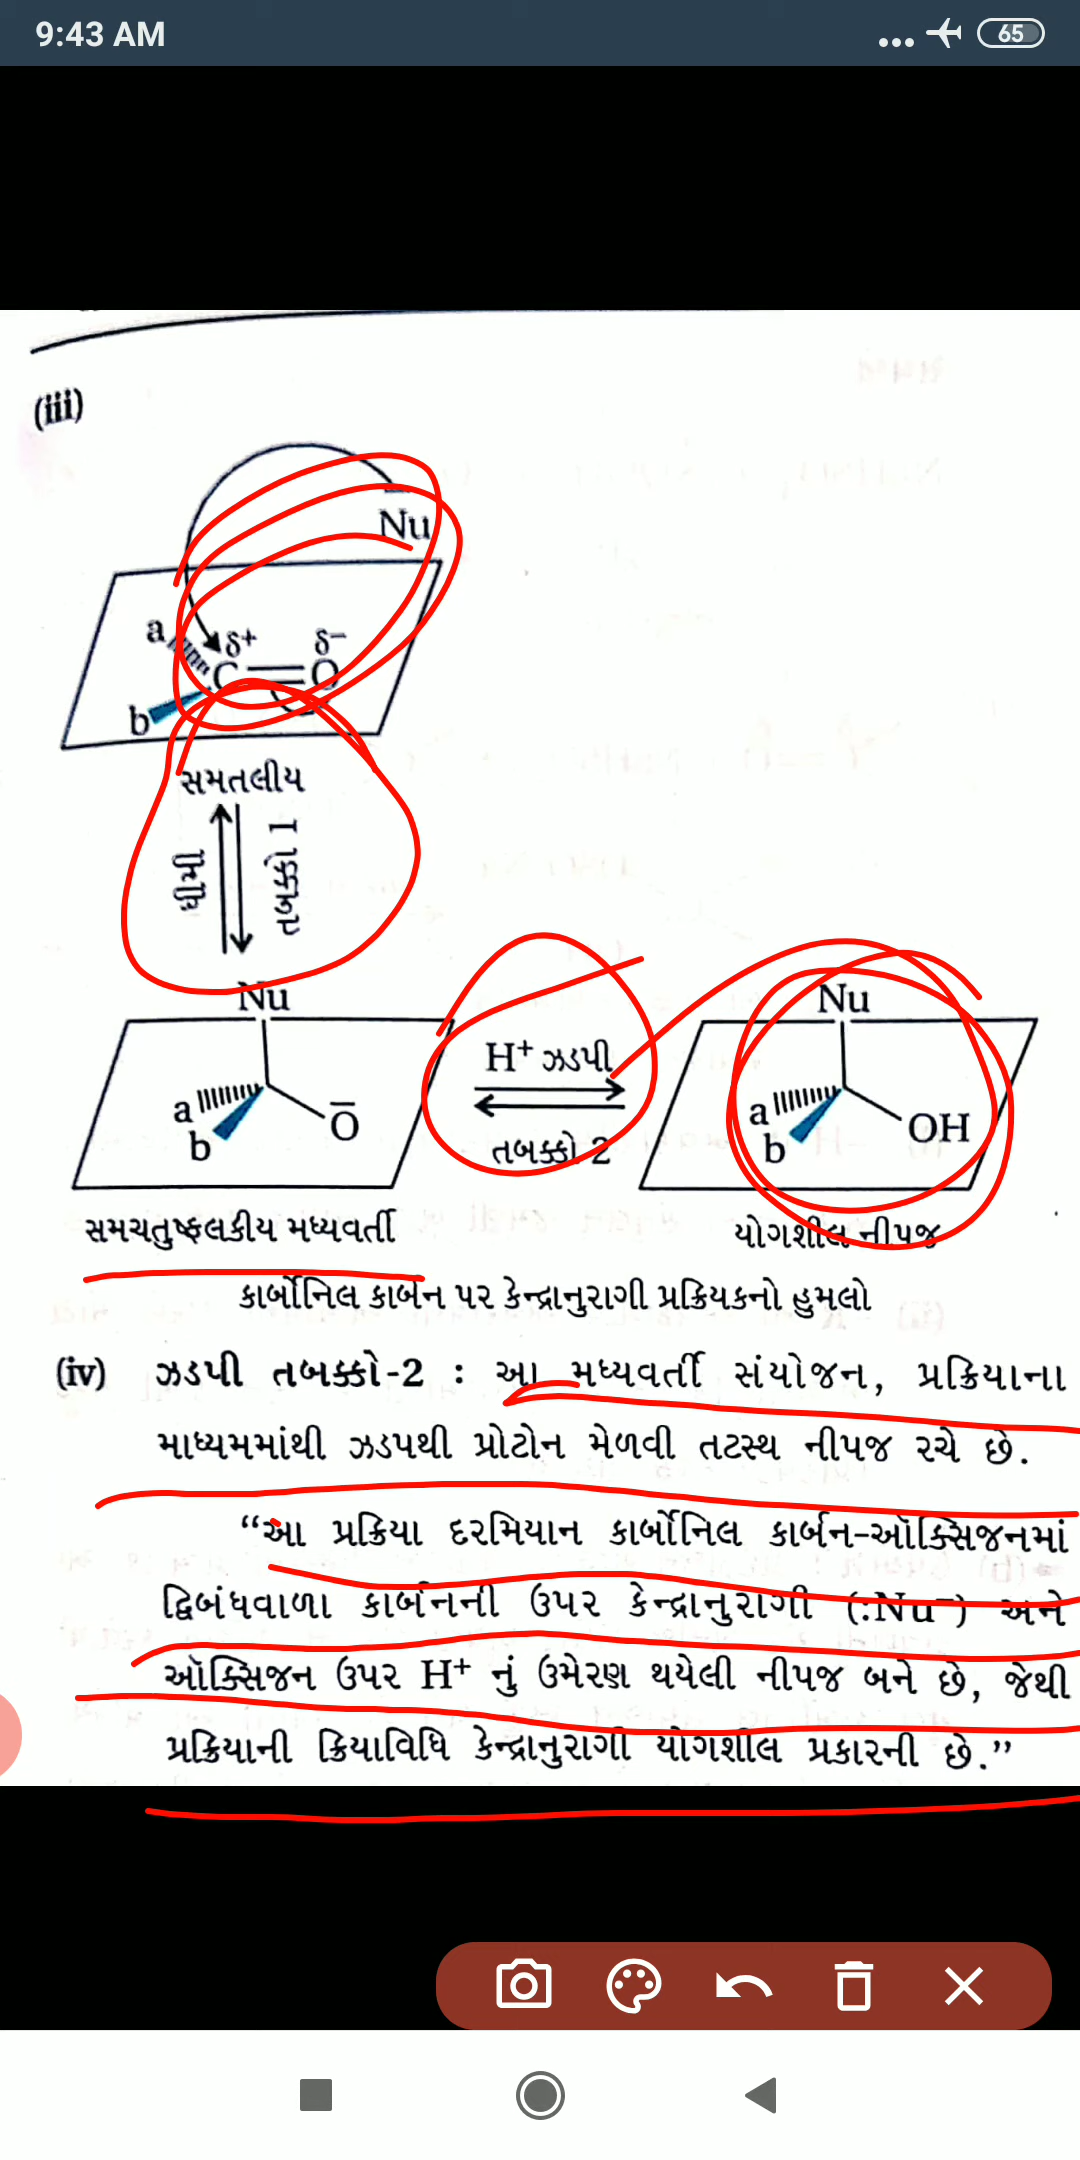 9:43 AM
65
(iii)
Nu
a
δ+
δ−
C
O
b
સમતલીય
ધીમી
તબક્કો 1
Nu
a
b
O
H+ ઝડપી
તબક્કો 2
Nu
a
b
OH
સમચતુષ્ફલકીય મધ્યવર્તી
યોગશીલ નીપજ
કાર્બોનિલ કાર્બન પર કેન્દ્રાનુરાગી પ્રક્રિયકનો હુમલો
(iv) ઝડપી તબક્કો-2 : આ મધ્યવર્તી સંયોજન, પ્રક્રિયાના
માધ્યમમાંથી ઝડપથી પ્રોટોન મેળવી તટસ્થ નીપજ રચે છે.
“આ પ્રક્રિયા દરમિયાન કાર્બોનિલ કાર્બન-ઑક્સિજનમાં
દ્વિબંધવાળા કાર્બનની ઉપર કેન્દ્રાનુરાગી (:Nu−) અને
ઑક્સિજન ઉપર H+ નું ઉમેરણ થયેલી નીપજ બને છે, જેથી
પ્રક્રિયાની ક્રિયાવિધિ કેન્દ્રાનુરાગી યોગશીલ પ્રકારની છે.”